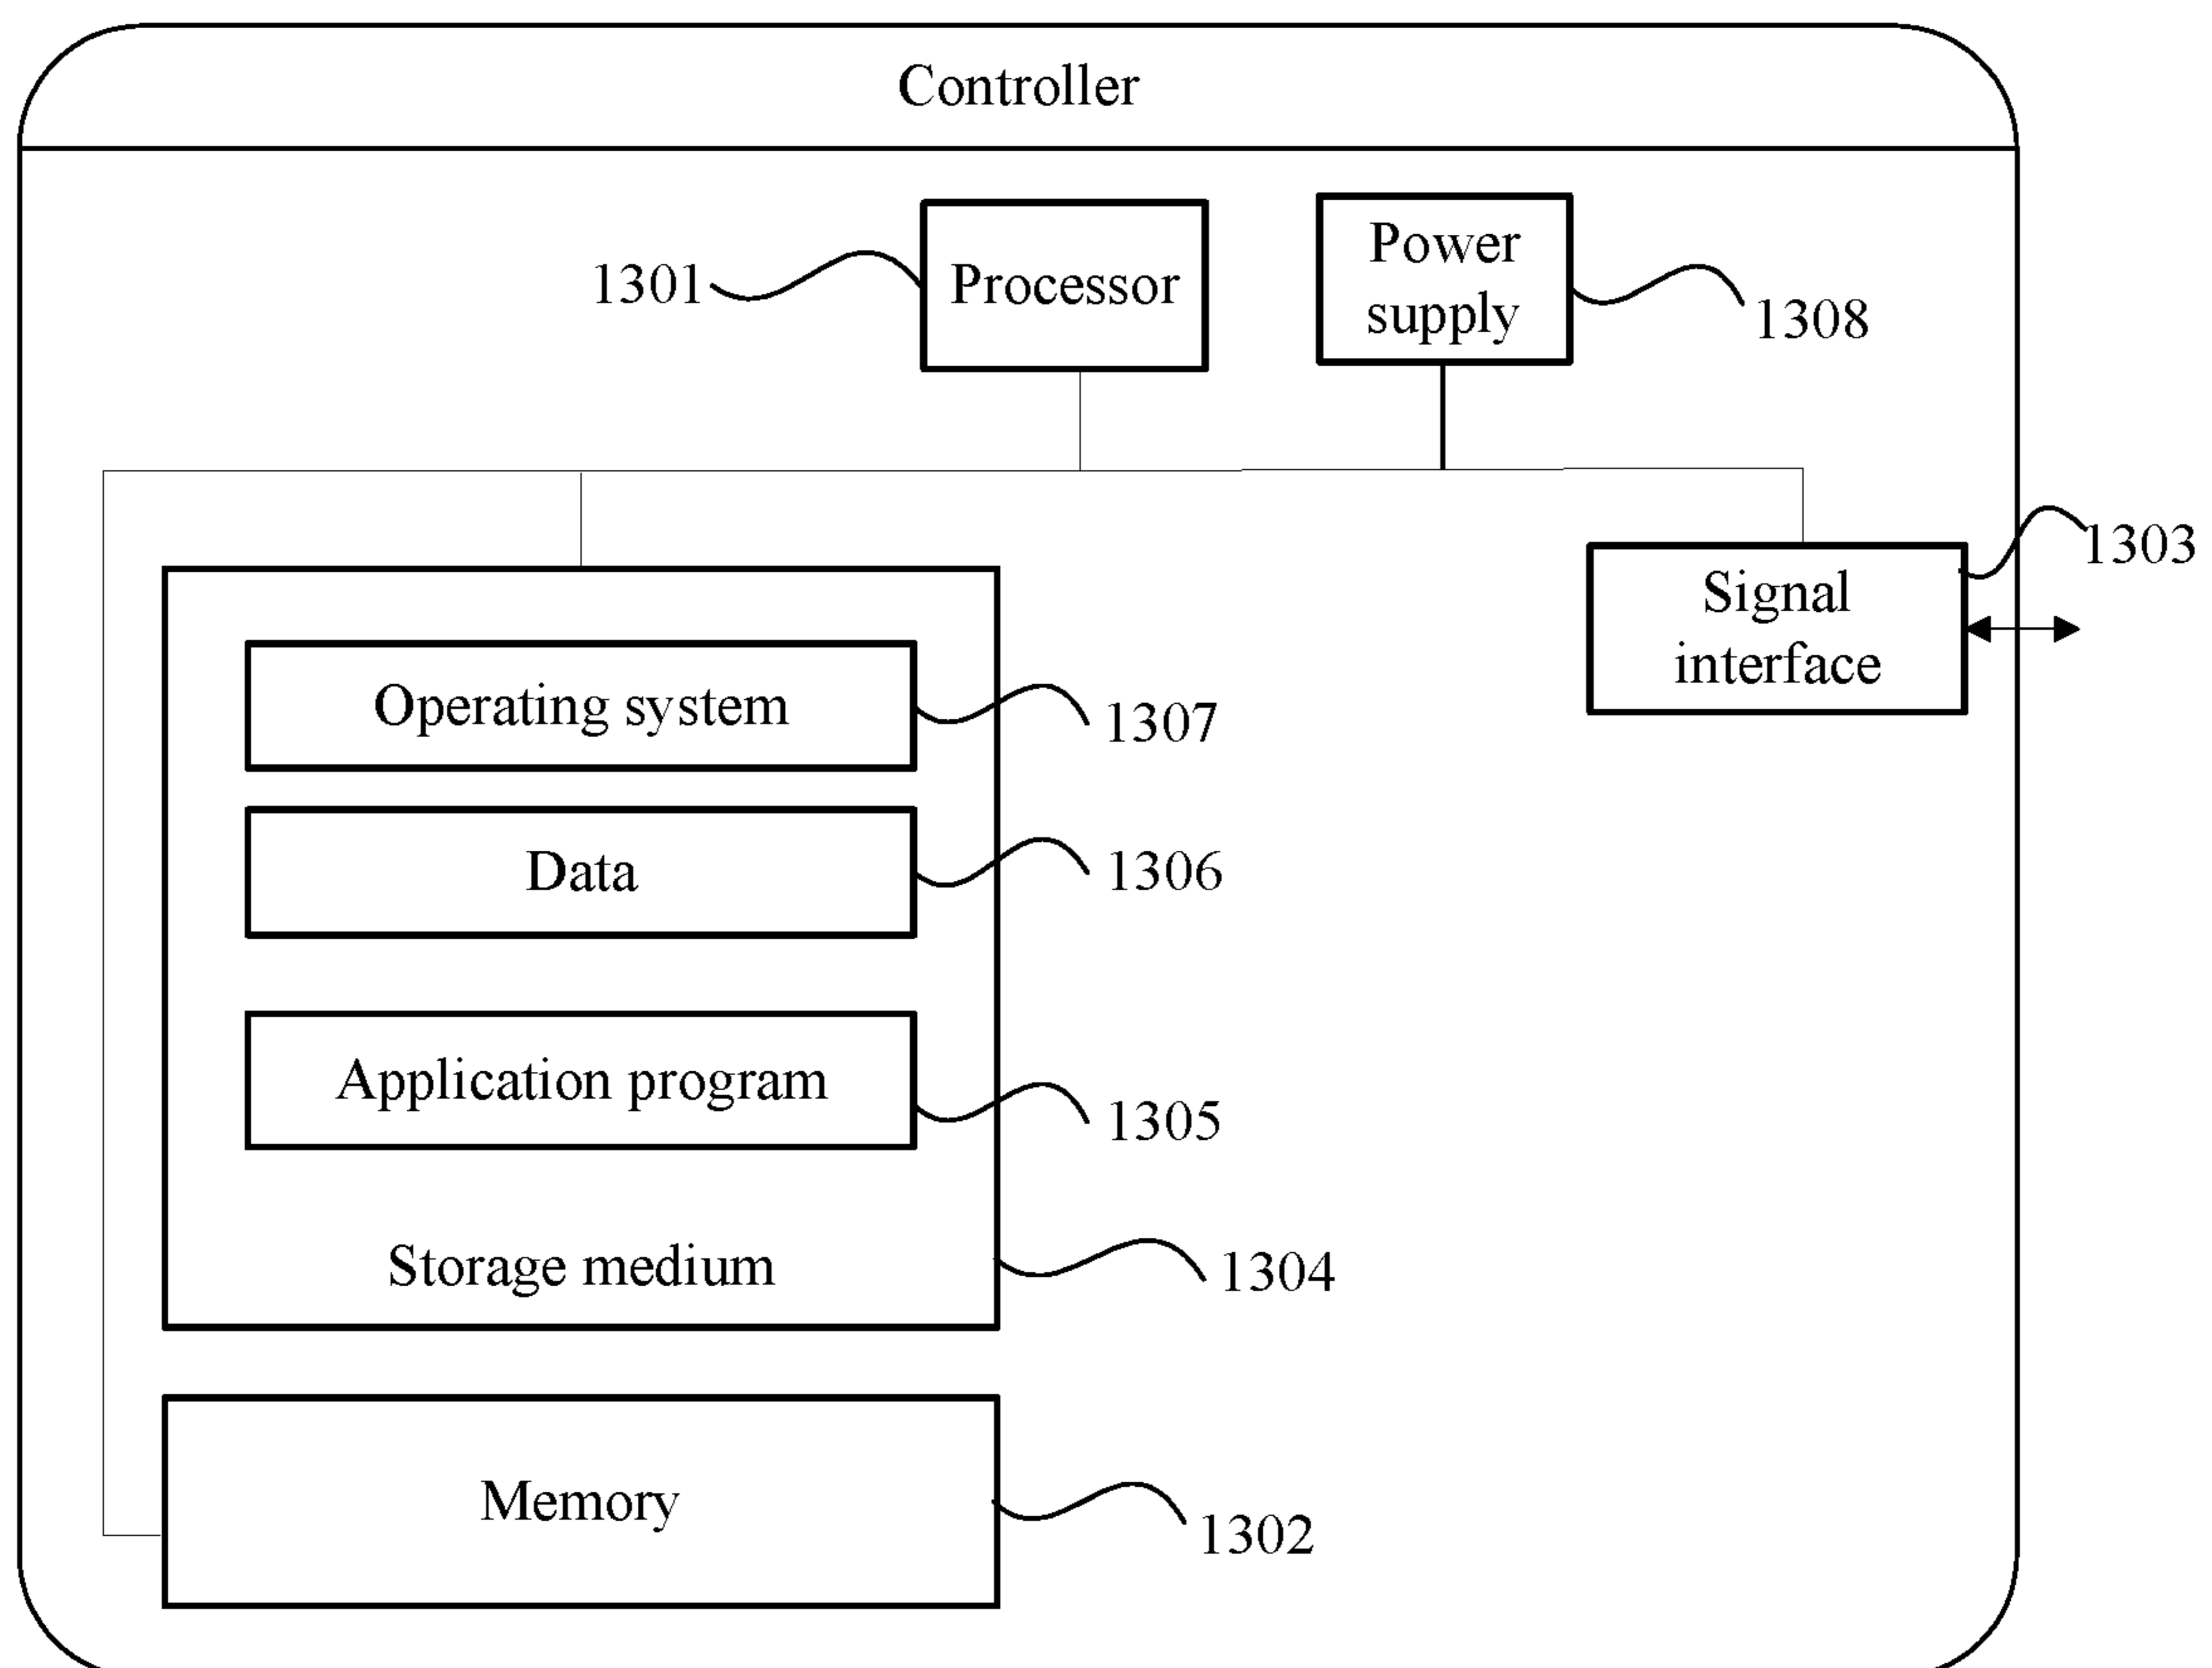 Controller
1301
Processor
Power
supply
1308
1303
Signal
interface
Operating system
1307
Data
1306
Application program
1305
Storage medium
1304
Memory
1302